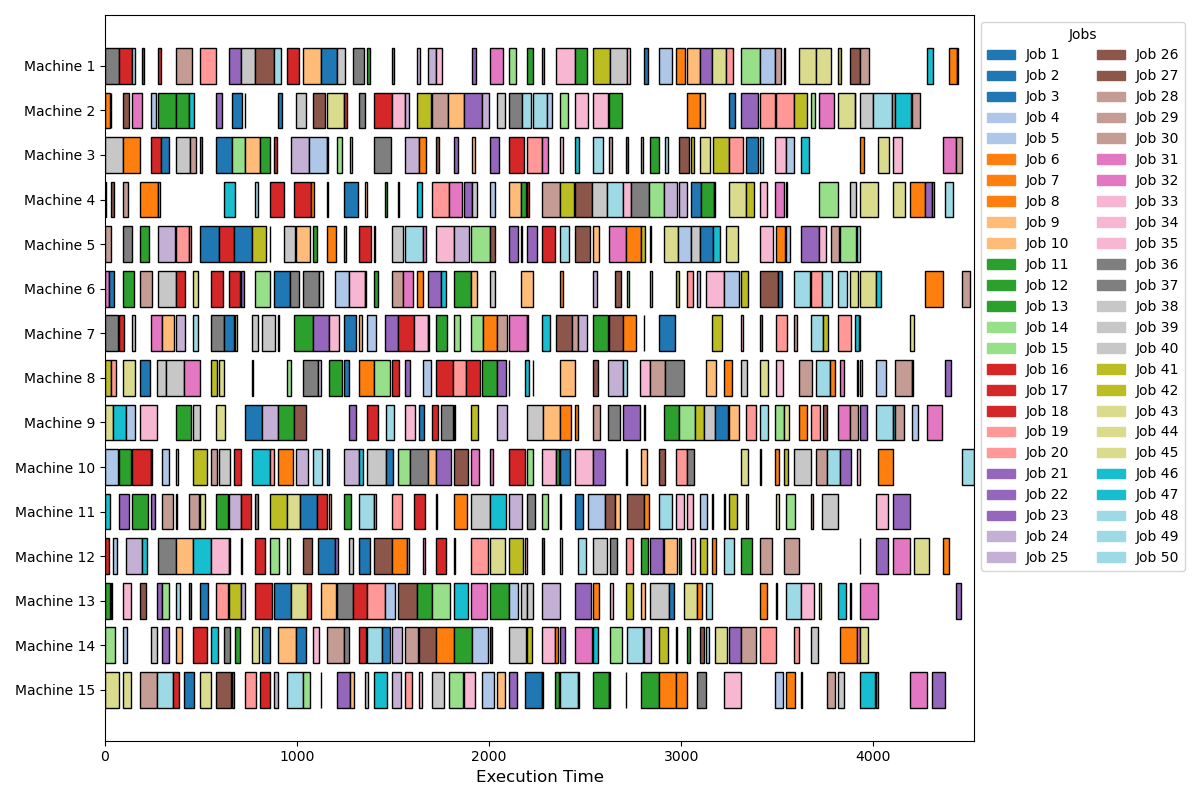 Machine 1
Machine 2
Machine 3
Machine 4
Machine 5
Machine 6
Machine 7
Machine 8
Machine 9
Machine 10
Machine 11
Machine 12
Machine 13
Machine 14
Machine 15
0 1000 2000 3000 4000
Execution Time
Jobs
Job 1 Job 26
Job 2 Job 27
Job 3 Job 28
Job 4 Job 29
Job 5 Job 30
Job 6 Job 31
Job 7 Job 32
Job 8 Job 33
Job 9 Job 34
Job 10 Job 35
Job 11 Job 36
Job 12 Job 37
Job 13 Job 38
Job 14 Job 39
Job 15 Job 40
Job 16 Job 41
Job 17 Job 42
Job 18 Job 43
Job 19 Job 44
Job 20 Job 45
Job 21 Job 46
Job 22 Job 47
Job 23 Job 48
Job 24 Job 49
Job 25 Job 50